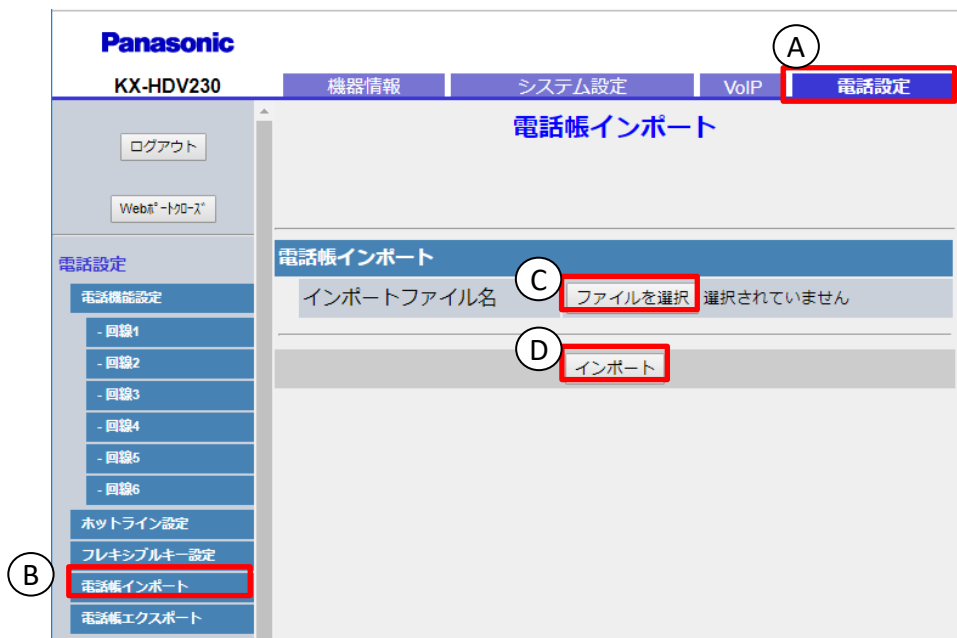 Panasonic
A
KX-HDV230
機器情報 システム設定 VoIP 電話設定
電話帳インポート
ログアウト
Webﾎﾟｰﾄｸﾛｰｽﾞ
電話設定
電話帳インポート
電話機能設定
インポートファイル名
C
ファイルを選択 選択されていません
- 回線1
- 回線2
D
インポート
- 回線3
- 回線4
- 回線5
- 回線6
ホットライン設定
フレキシブルキー設定
B
電話帳インポート
電話帳エクスポート